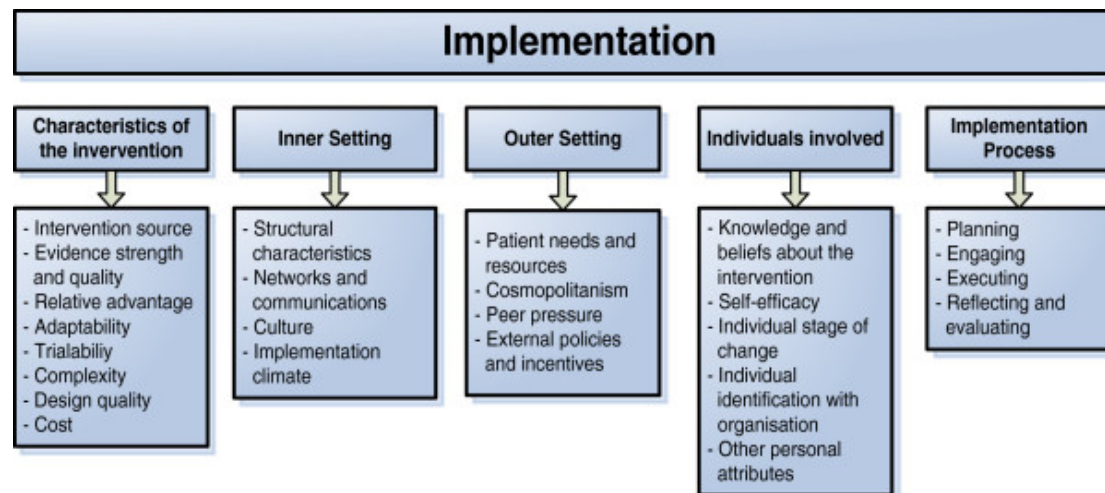 Implementation
Characteristics of
the invervention
- Intervention source
- Evidence strength
and quality
- Relative advantage
- Adaptability
- Trialabiliy
- Complexity
- Design quality
- Cost
Inner Setting
- Structural
characteristics
- Networks and
communications
- Culture
- Implementation
climate
Outer Setting
- Patient needs and
resources
- Cosmopolitanism
- Peer pressure
- External policies
and incentives
Individuals involved
- Knowledge and
beliefs about the
intervention
- Self-efficacy
- Individual stage of
change
- Individual
identification with
organisation
- Other personal
attributes
Implementation
Process
- Planning
- Engaging
- Executing
- Reflecting and
evaluating